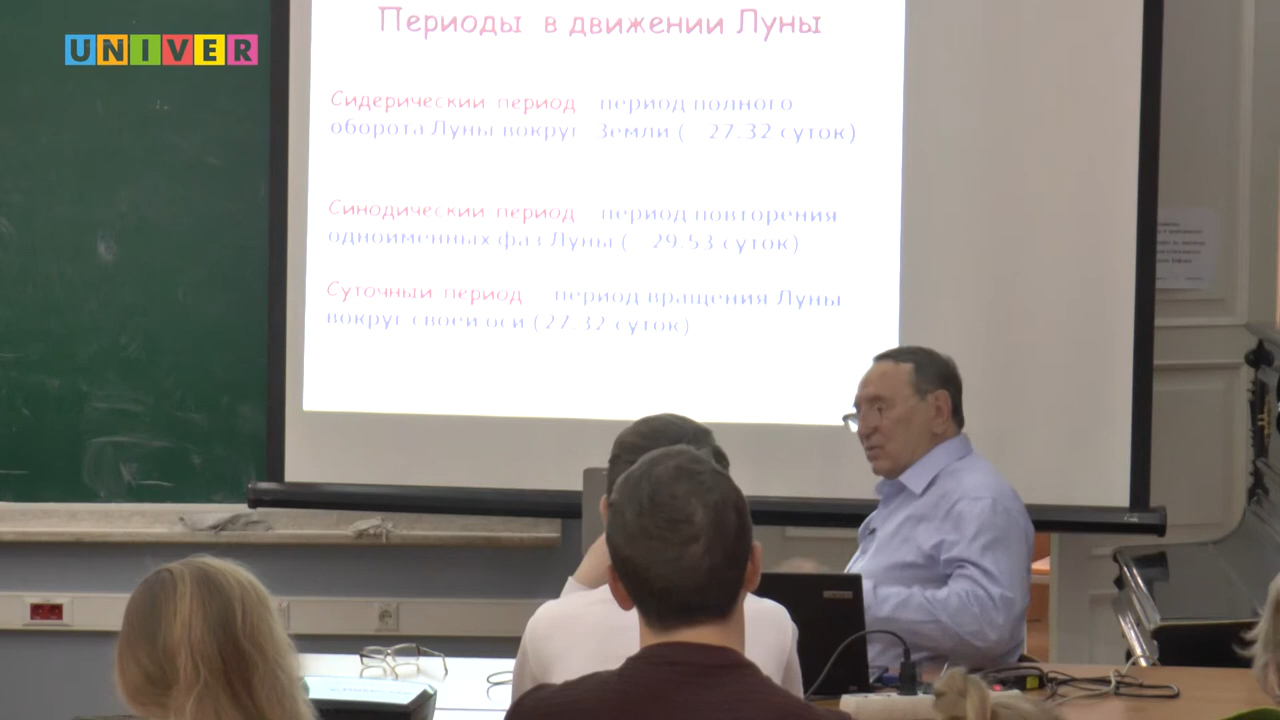 UNIVER
Периоды в движении Луны
Сидерический период период полного
оборота Луны вокруг Земли ( 27.32 суток)
Синодический период период повторения
одноименных фаз Луны ( 29.53 суток)
Суточный период период вращения Луны
вокруг своей оси (27.32 суток)